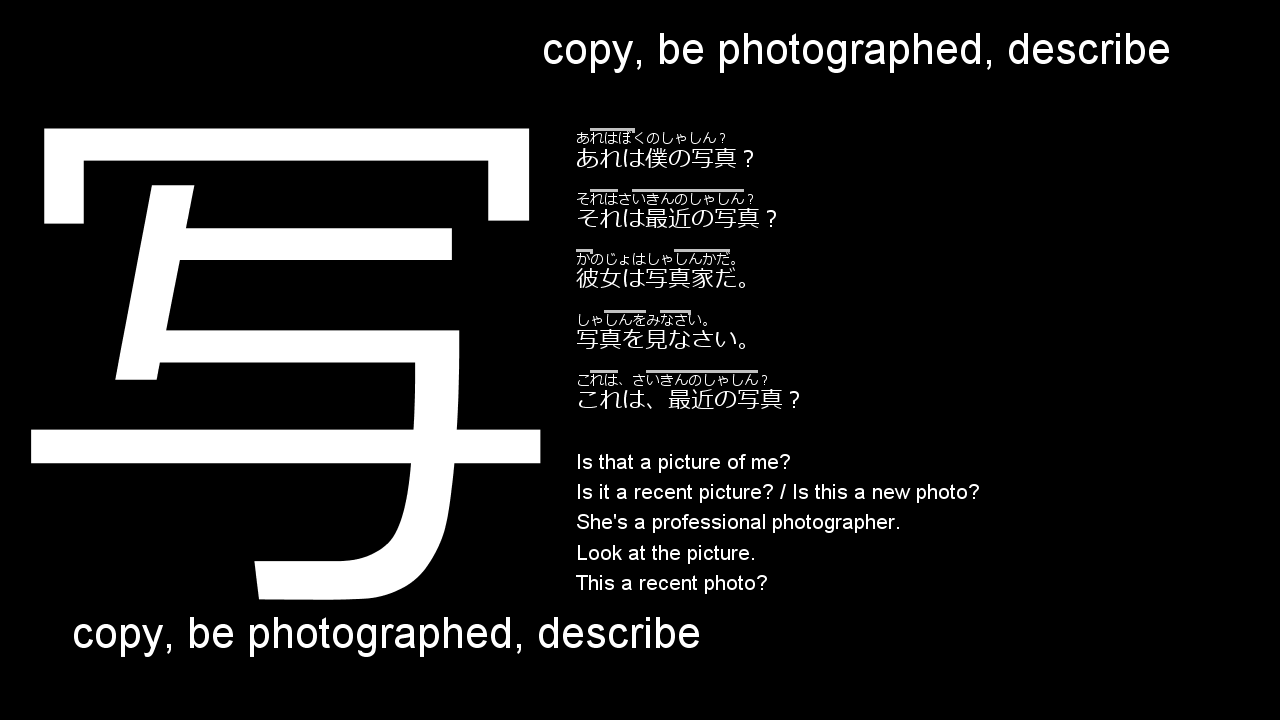 copy, be photographed, describe
写
あれはぼくのしゃしん？
あれは僕の写真？
それはさいきんのしゃしん？
それは最近の写真？
かのじょはしゃしんかだ。
彼女は写真家だ。
しゃしんをみなさい。
写真を見なさい。
これは、さいきんのしゃしん？
これは、最近の写真？
Is that a picture of me?
Is it a recent picture? / Is this a new photo?
She's a professional photographer.
Look at the picture.
This a recent photo?
copy, be photographed, describe